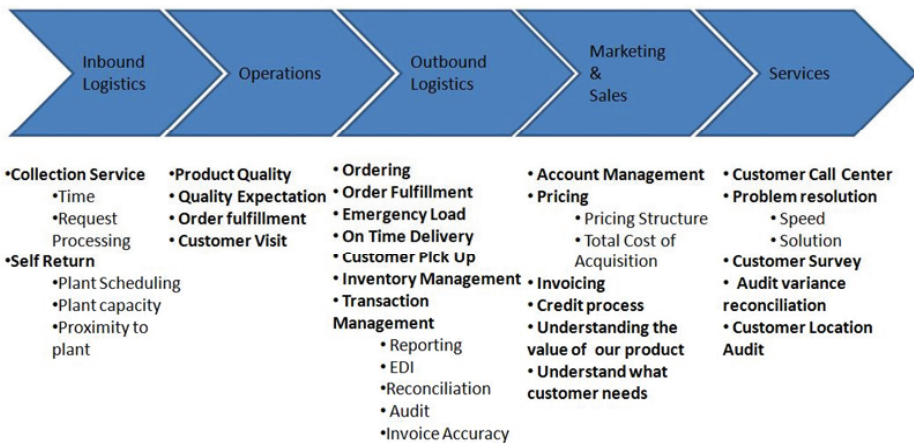 Inbound
Logistics
Operations
Outbound
Logistics
Marketing
&
Sales
Services
•Collection Service
•Time
•Request
Processing
•Self Return
•Plant Scheduling
•Plant capacity
•Proximity to
plant
•Product Quality
•Quality Expectation
•Order fulfillment
•Customer Visit
• Ordering
• Order Fulfillment
• Emergency Load
• On Time Delivery
• Customer Pick Up
• Inventory Management
• Transaction
Management
• Reporting
• EDI
•Reconciliation
• Audit
•Invoice Accuracy
• Account Management
• Pricing
• Pricing Structure
• Total Cost of
Acquisition
• Invoicing
• Credit process
• Understanding the
value of our product
• Understand what
customer needs
• Customer Call Center
• Problem resolution
• Speed
• Solution
• Customer Survey
• Audit variance
reconciliation
• Customer Location
Audit